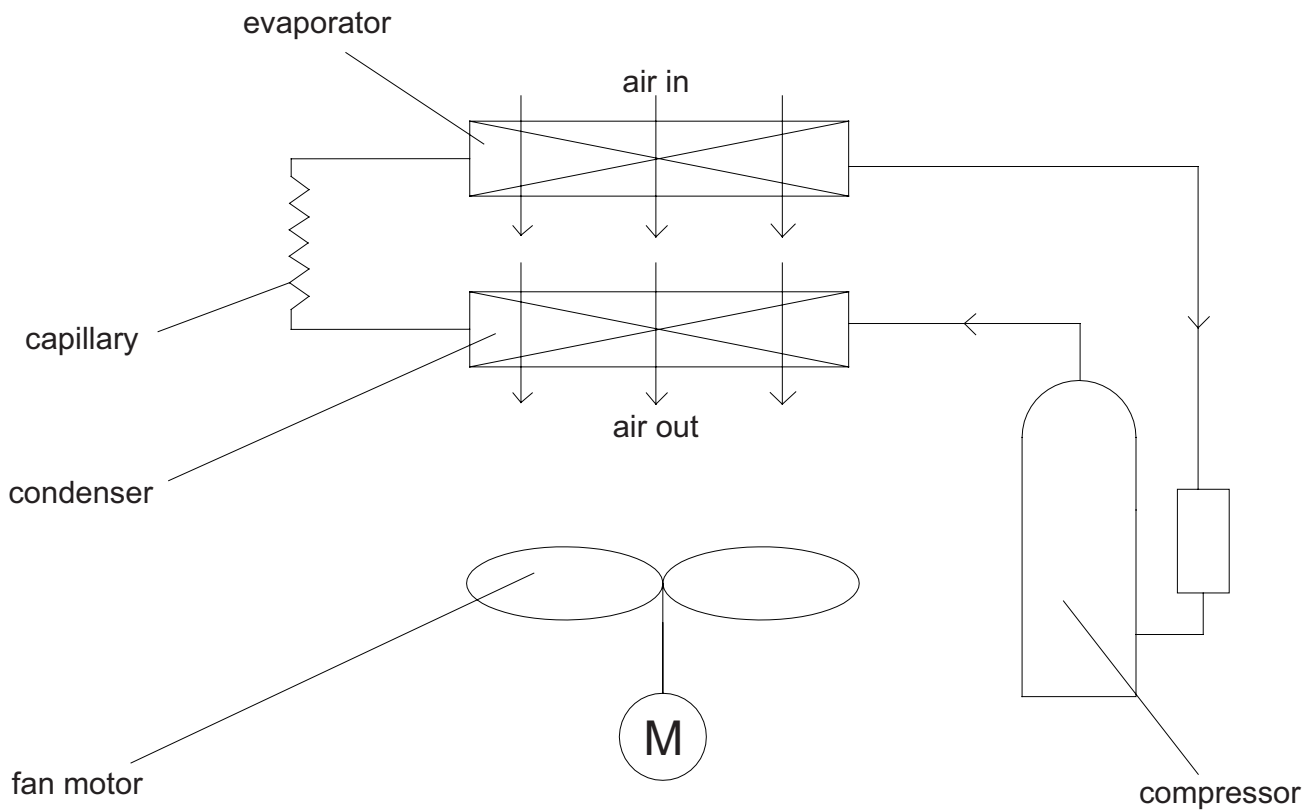 evaporator
air in
capillary
air out
condenser
M
fan motor
compressor